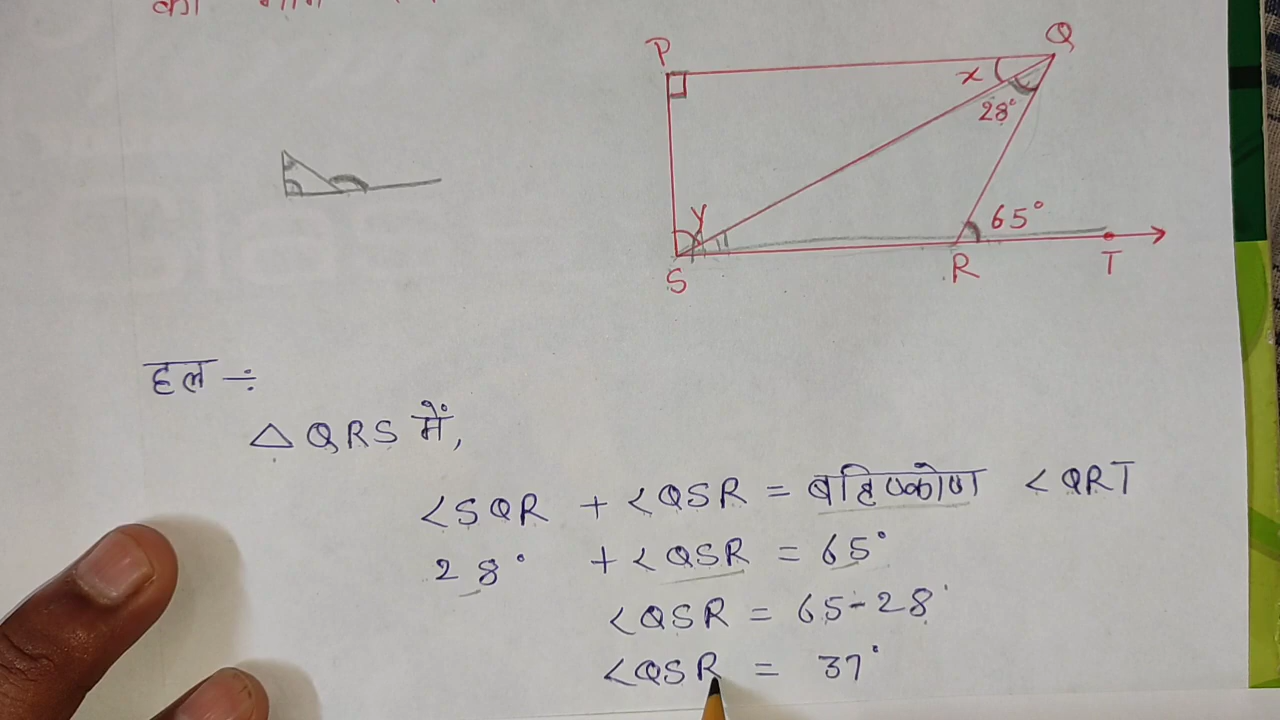 का मान
P
Q
x
28°
y
65°
S
R
T
हल ÷
△ QRS में,
<SQR + <QSR = बहिष्कोण <QRT
28° + <QSR = 65°
<QSR = 65-28°
<QSR = 37°